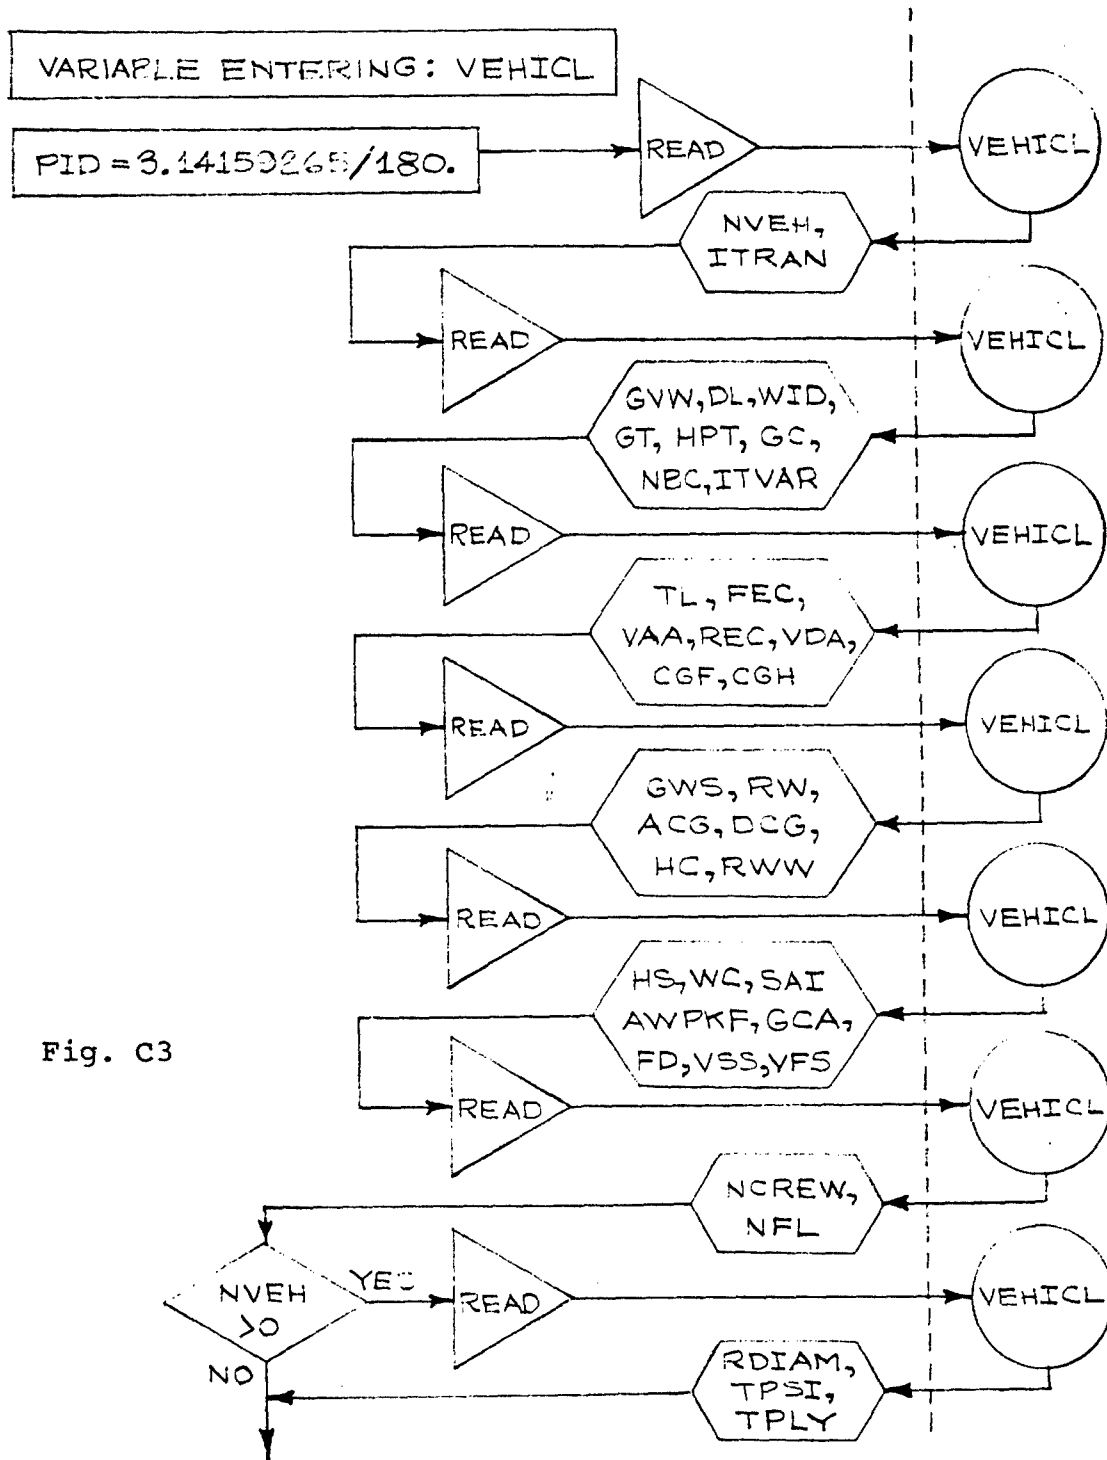 VARIABLE ENTERING: VEHICL
PID = 3.14159265/180.
READ
VEHICL
NVEH,
ITRAN
READ
VEHICL
GVW, DL, WID,
GT, HPT, GC,
NBC, ITVAR
READ
VEHICL
TL, FEC,
VAA, REC, VDA,
CGF, CGH
READ
VEHICL
GWS, RW,
ACG, DCG,
HC, RWW
READ
VEHICL
HS, WC, SAI
AWPKF, GCA,
FD, VSS, VFS
Fig. C3
READ
VEHICL
NCREW,
NFL
NVEH
>0
YES
READ
VEHICL
NO
RDIAM,
TPSI,
TPLY